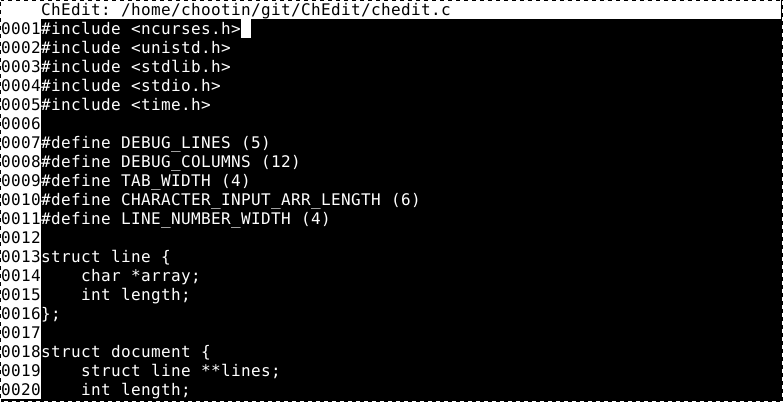 ChEdit: /home/chootin/git/ChEdit/chedit.c
0001#include <ncurses.h>
0002#include <unistd.h>
0003#include <stdlib.h>
0004#include <stdio.h>
0005#include <time.h>
0006
0007#define DEBUG_LINES (5)
0008#define DEBUG_COLUMNS (12)
0009#define TAB_WIDTH (4)
0010#define CHARACTER_INPUT_ARR_LENGTH (6)
0011#define LINE_NUMBER_WIDTH (4)
0012
0013struct line {
0014    char *array;
0015    int length;
0016};
0017
0018struct document {
0019    struct line **lines;
0020    int length;